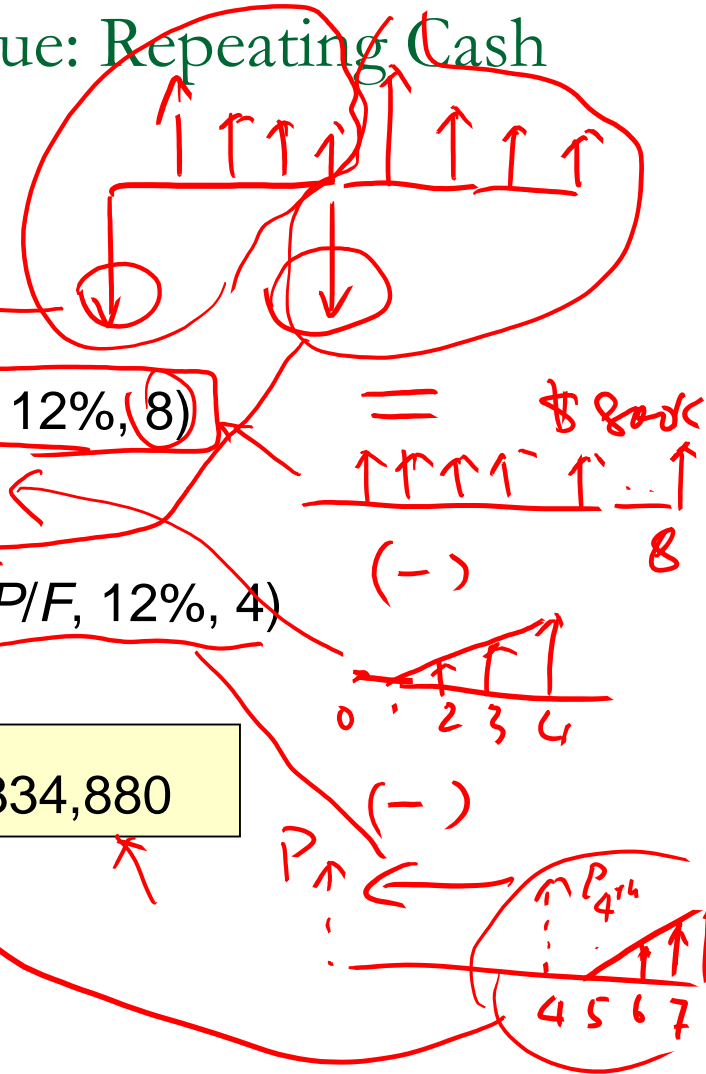 ue: Repeating Cash
12%, 8)
= $ 800K
8
(-)
P/F, 12%, 4)
0 2 3 4
(-)
834,880
P
P4th
4 5 6 7